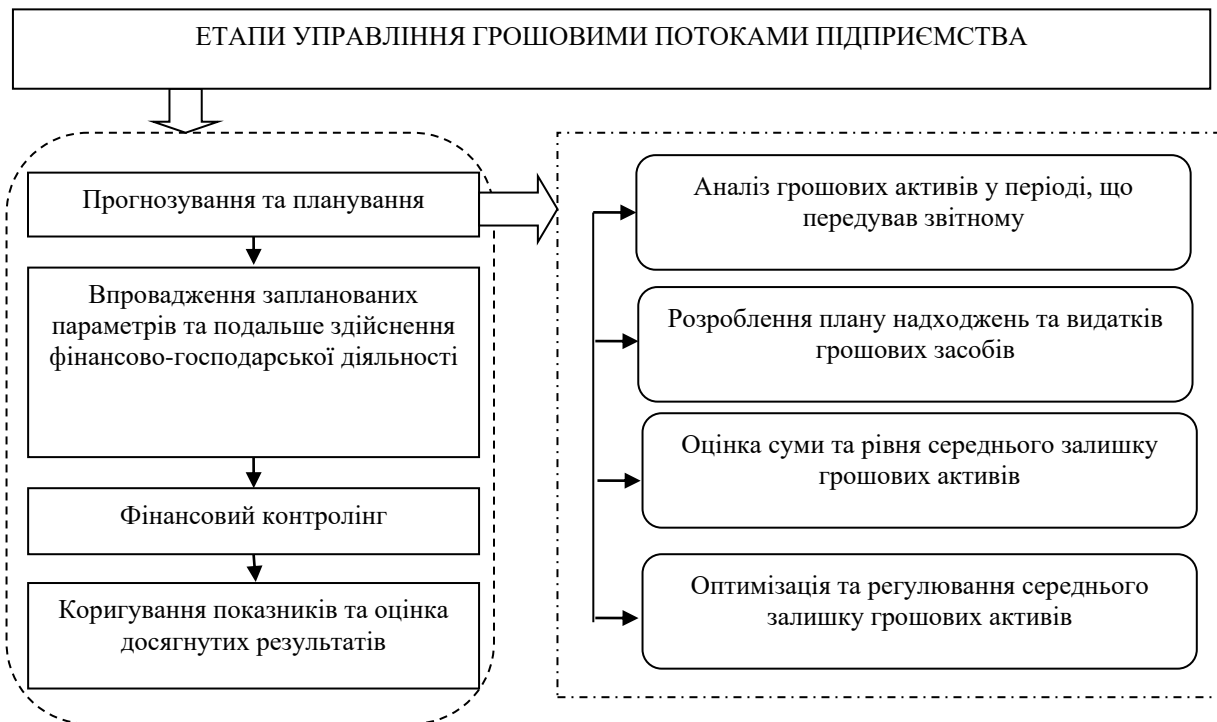 ЕТАПИ УПРАВЛІННЯ ГРОШОВИМИ ПОТОКАМИ ПІДПРИЄМСТВА
Прогнозування та планування
Впровадження запланованих
параметрів та подальше здійснення
фінансово-господарської діяльності
Фінансовий контролінг
Коригування показників та оцінка
досягнутих результатів
Аналіз грошових активів у періоді, що
передував звітному
Розроблення плану надходжень та видатків
грошових засобів
Оцінка суми та рівня середнього залишку
грошових активів
Оптимізація та регулювання середнього
залишку грошових активів